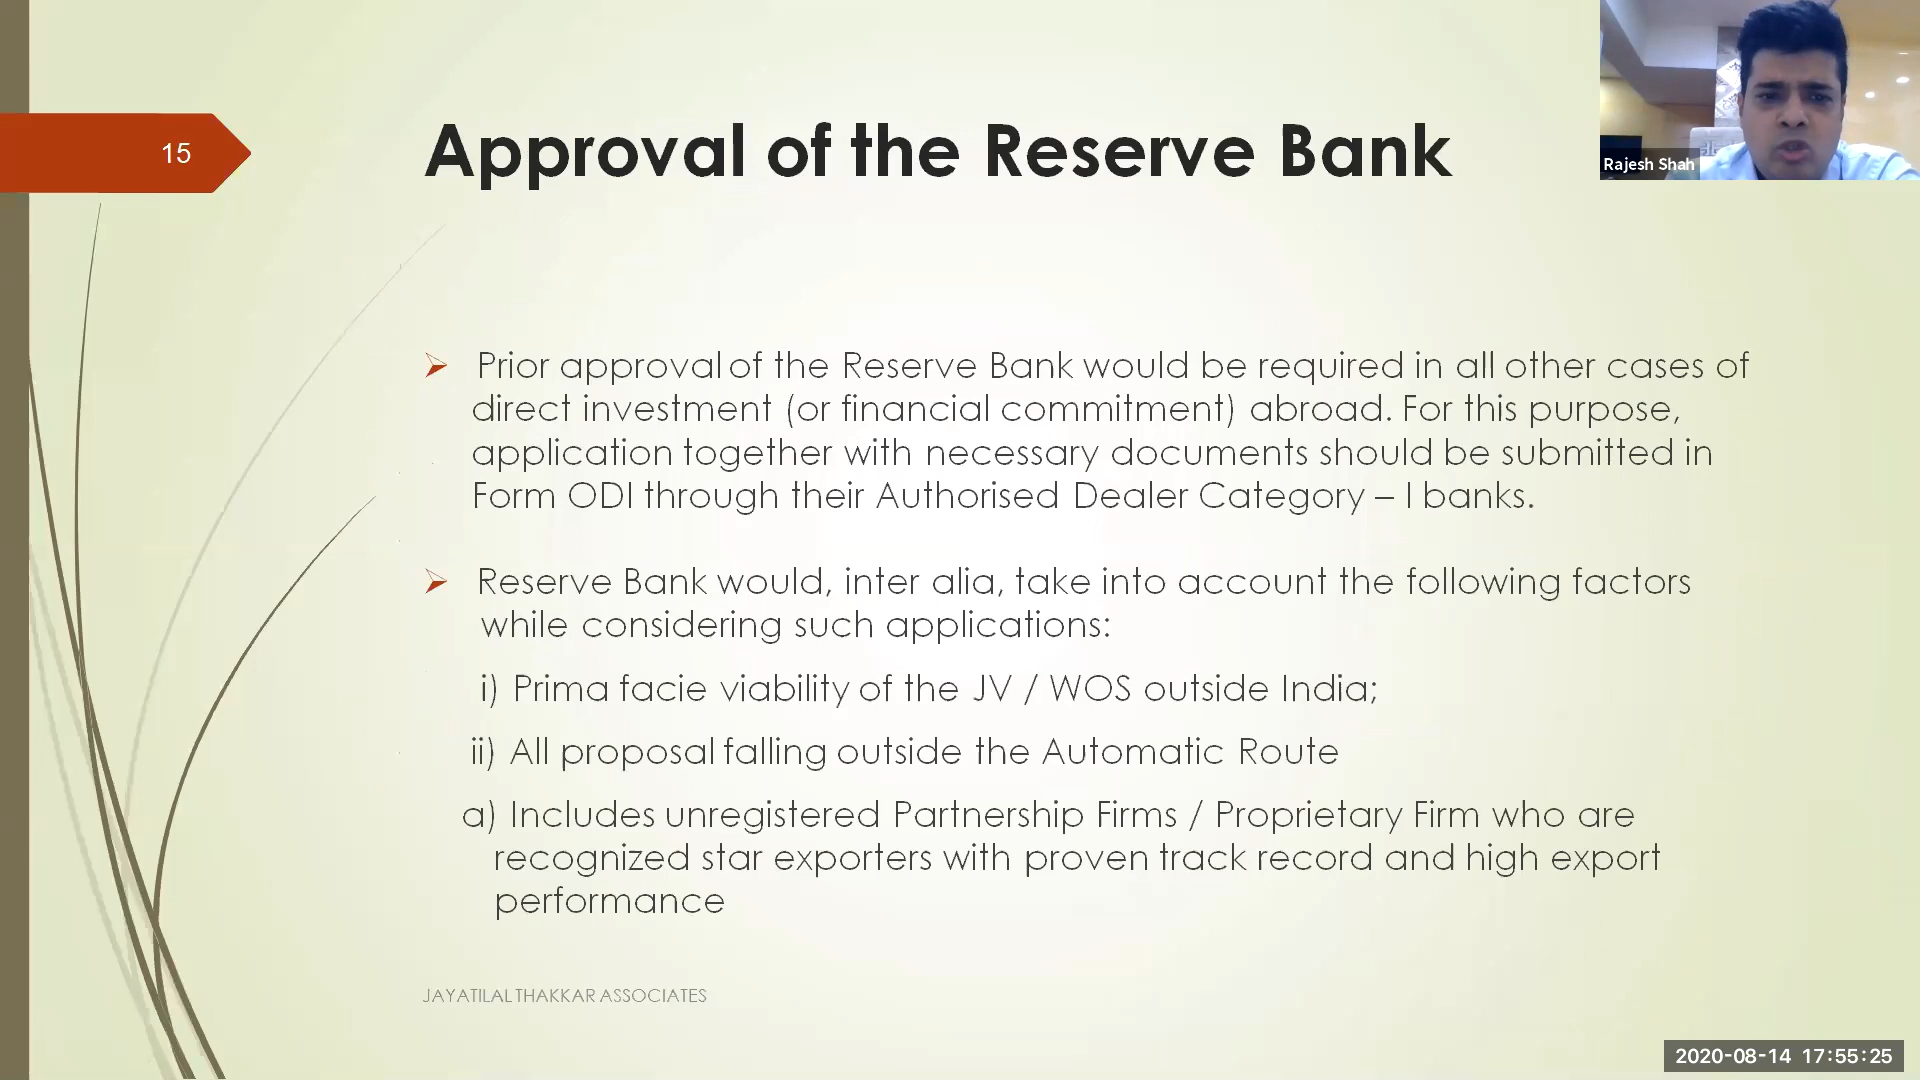 15
Approval of the Reserve Bank
Rajesh Shah
Prior approval of the Reserve Bank would be required in all other cases of
direct investment (or financial commitment) abroad. For this purpose,
application together with necessary documents should be submitted in
Form ODI through their Authorised Dealer Category – I banks.
Reserve Bank would, inter alia, take into account the following factors
while considering such applications:
i) Prima facie viability of the JV / WOS outside India;
ii) All proposal falling outside the Automatic Route
a) Includes unregistered Partnership Firms / Proprietary Firm who are
recognized star exporters with proven track record and high export
performance
JAYATILAL THAKKAR ASSOCIATES
2020-08-14 17:55:25